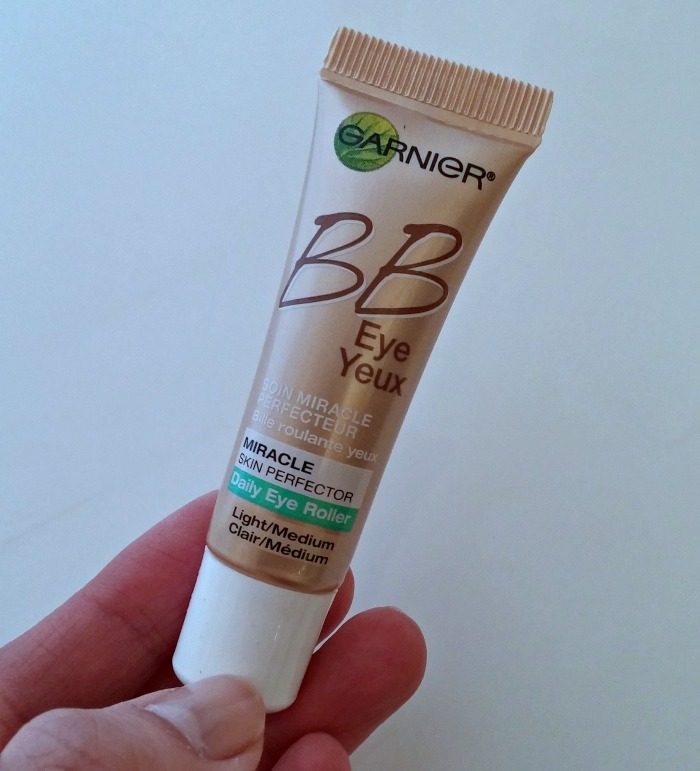 GARNIER®
BB
Eye
Yeux
SOIN MIRACLE
PERFECTEUR
Bille roulante yeux
MIRACLE
SKIN PERFECTOR
Daily Eye Roller
Light/Medium
Clair/Médium